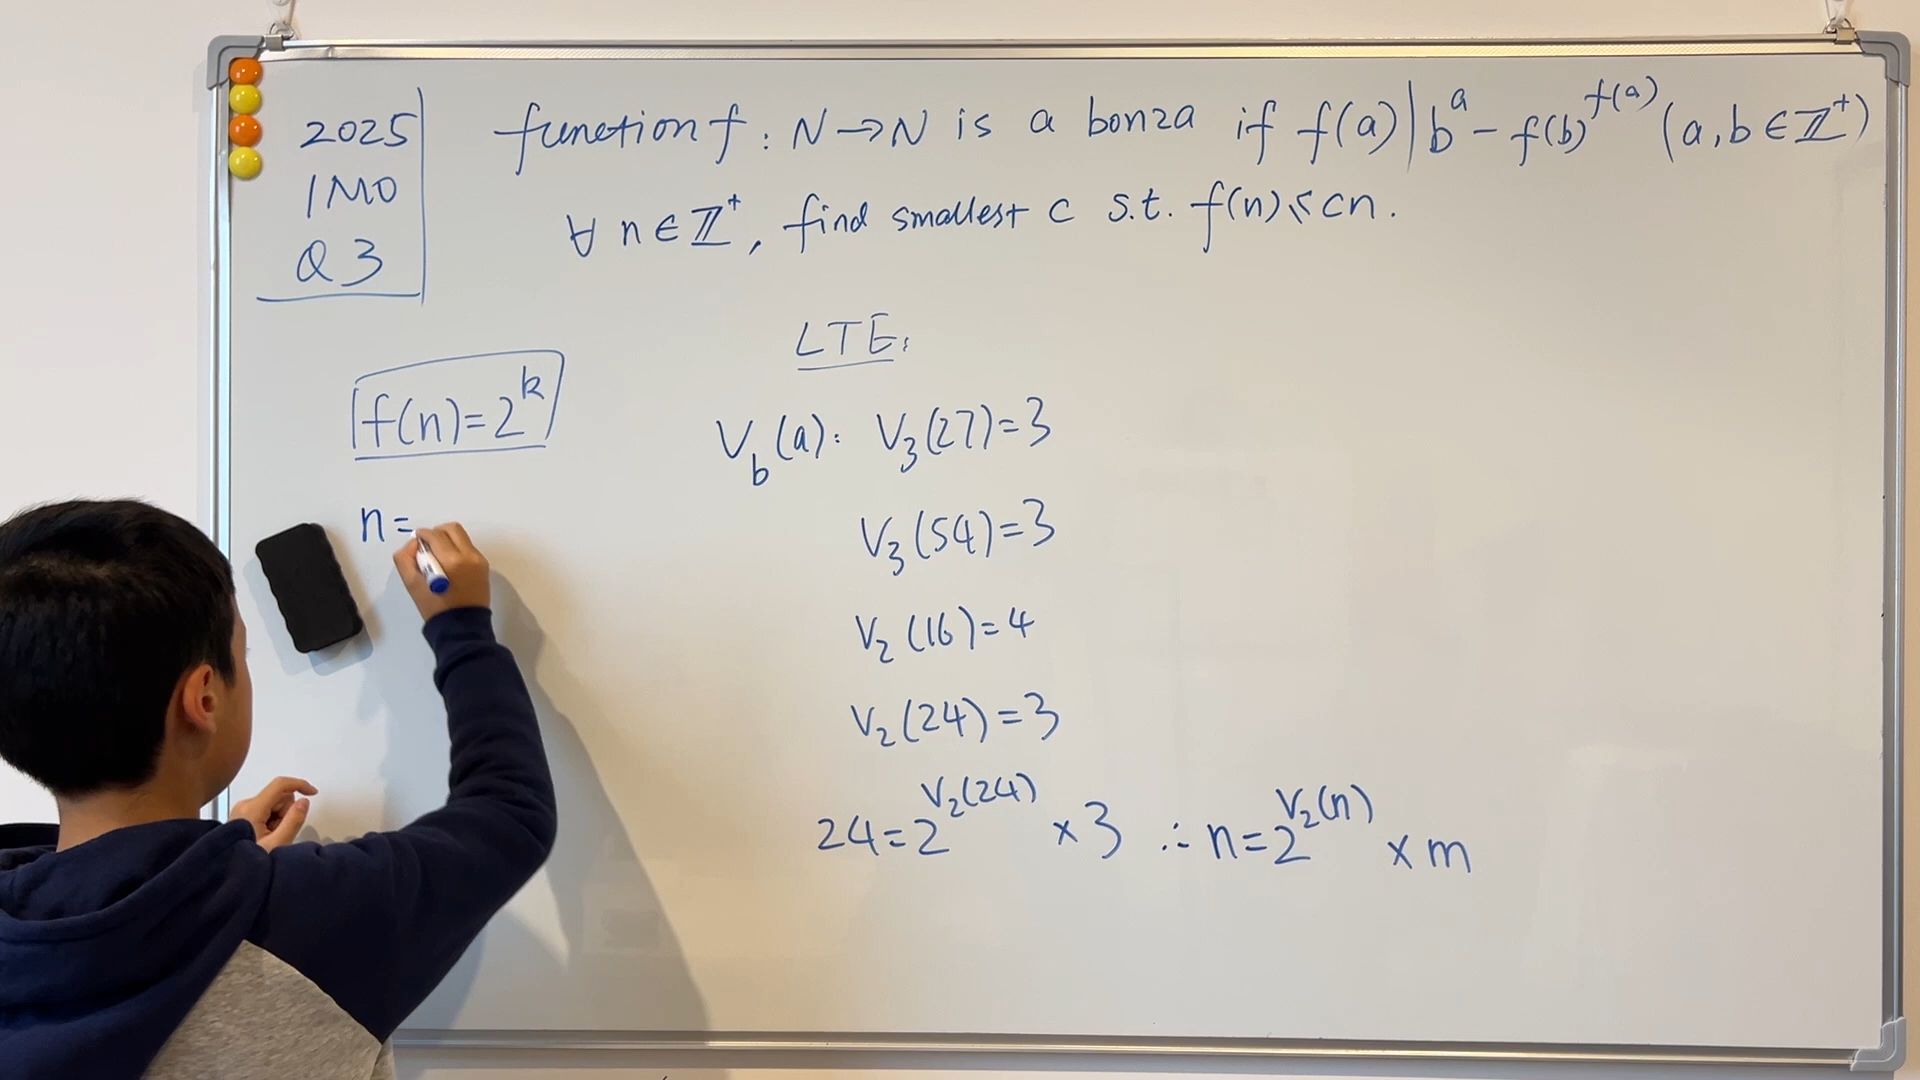 2025
IMO
Q3
function f : N→N is a bonza if f(a)|b^a - f(b)^f(a) (a,b∈ℤ⁺)
∀ n∈ℤ⁺, find smallest c s.t. f(n)≤cn.
f(n)=2^k
n=
LTE:
V_b(a): V_3(27)=3
V_3(54)=3
V_2(16)=4
V_2(24)=3
24=2^V_2(24) × 3 ∴ n=2^V_2(n) × m